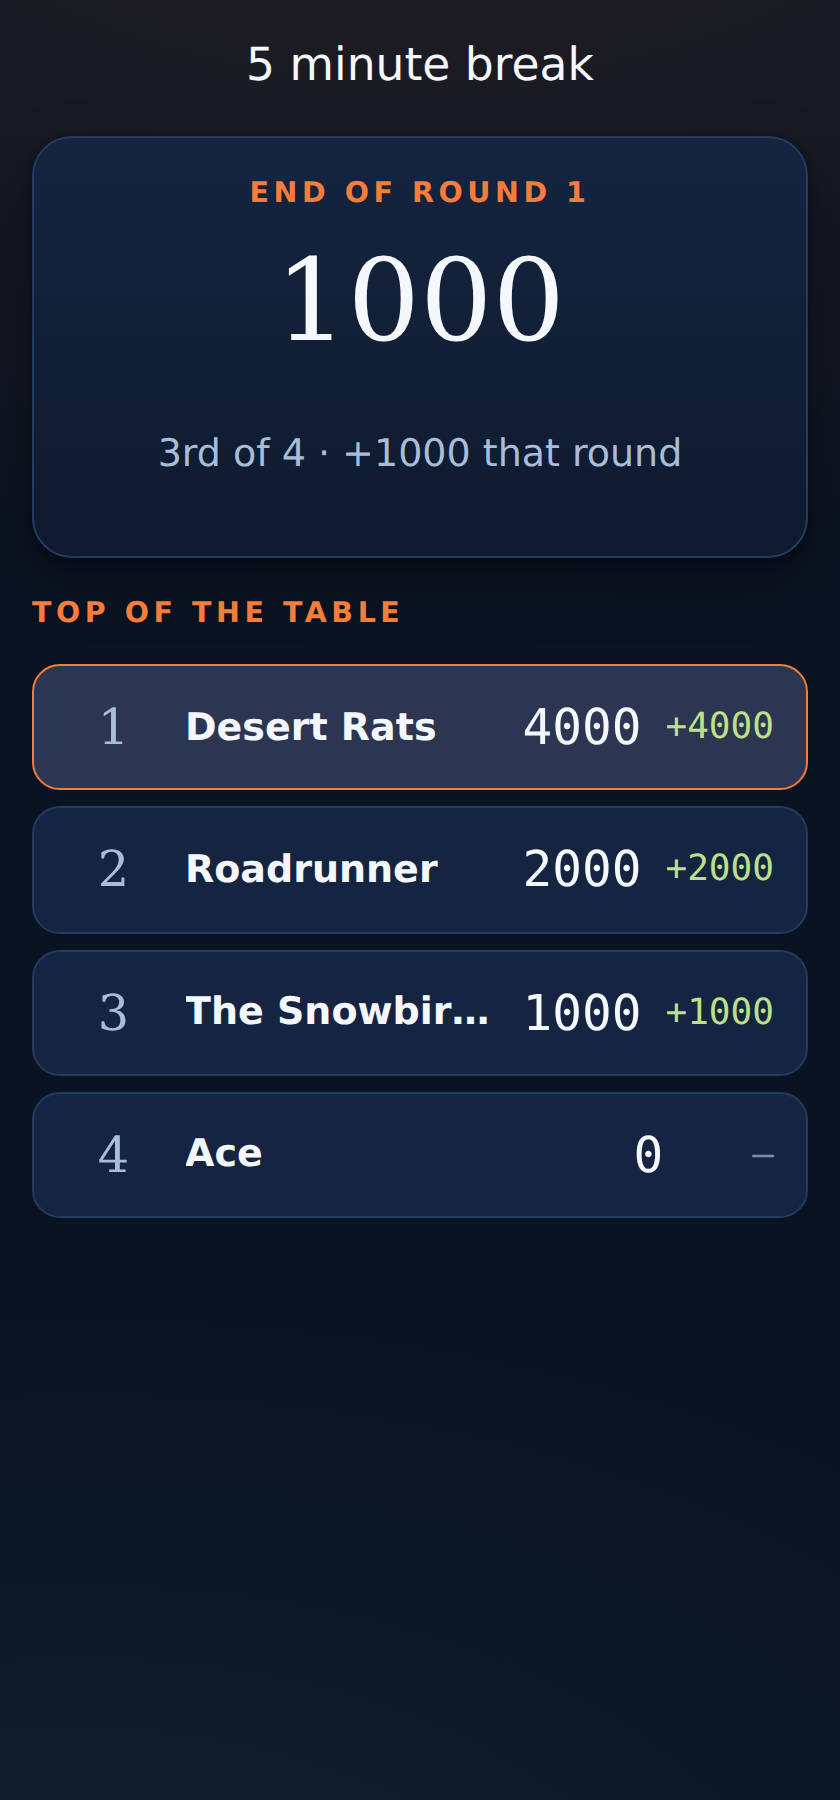 5 minute break
END OF ROUND 1
1000
3rd of 4 · +1000 that round
TOP OF THE TABLE
1 Desert Rats 4000 +4000
2 Roadrunner 2000 +2000
3 The Snowbir… 1000 +1000
4 Ace 0 —